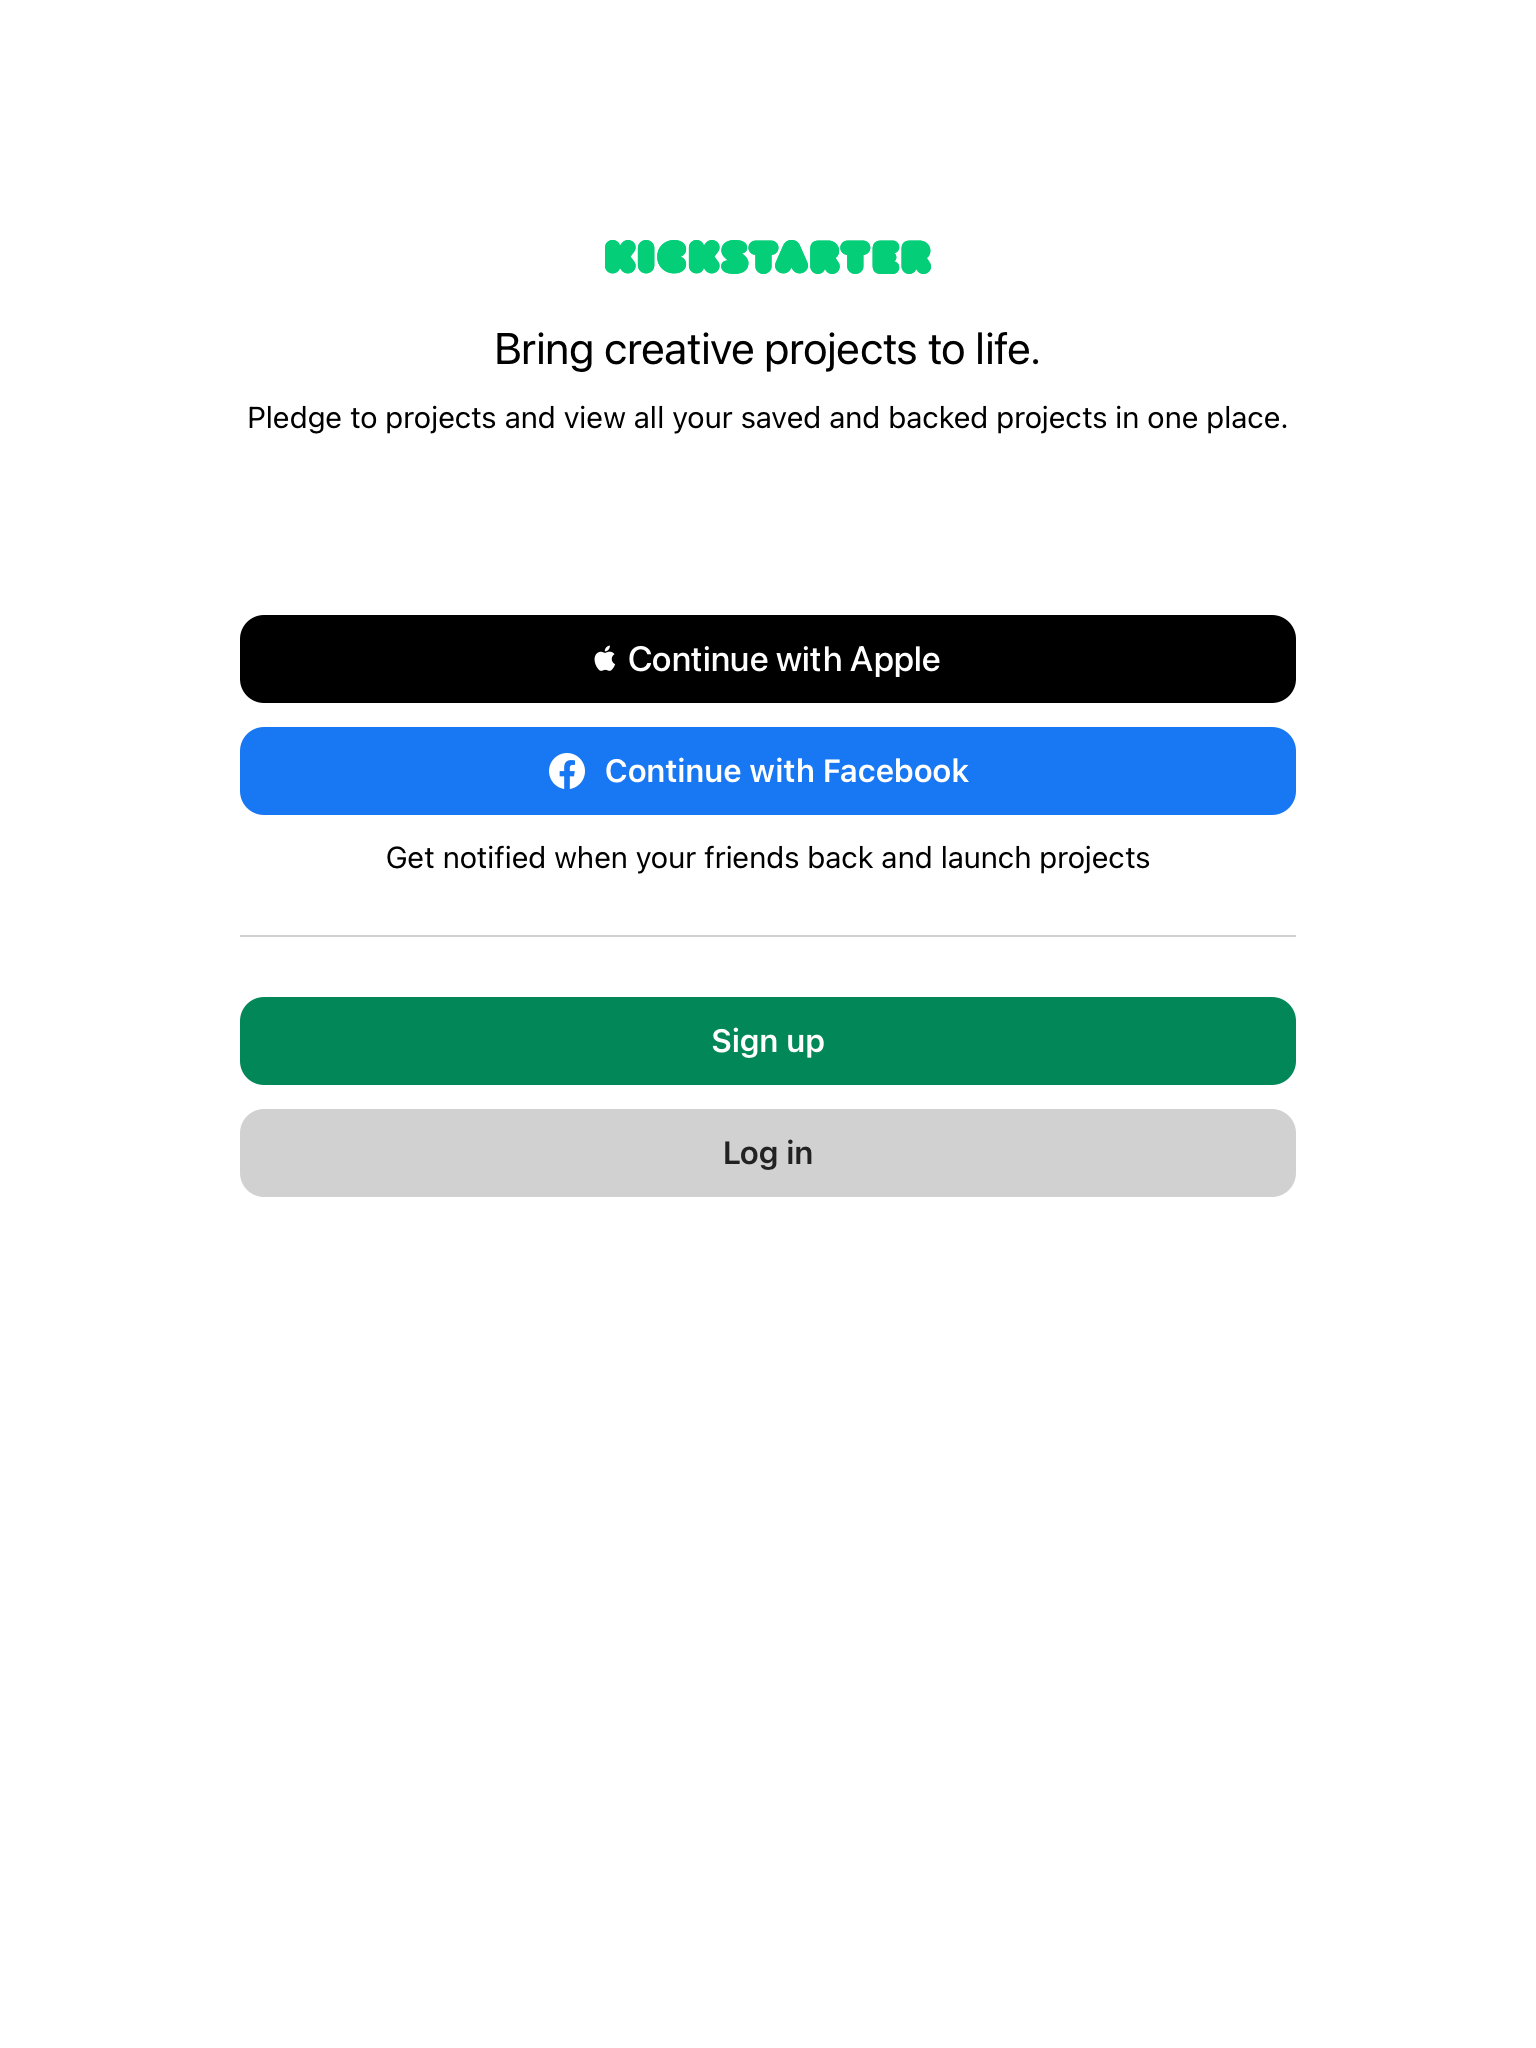 KICKSTARTER
Bring creative projects to life.
Pledge to projects and view all your saved and backed projects in one place.
Continue with Apple
Continue with Facebook
Get notified when your friends back and launch projects
Sign up
Log in